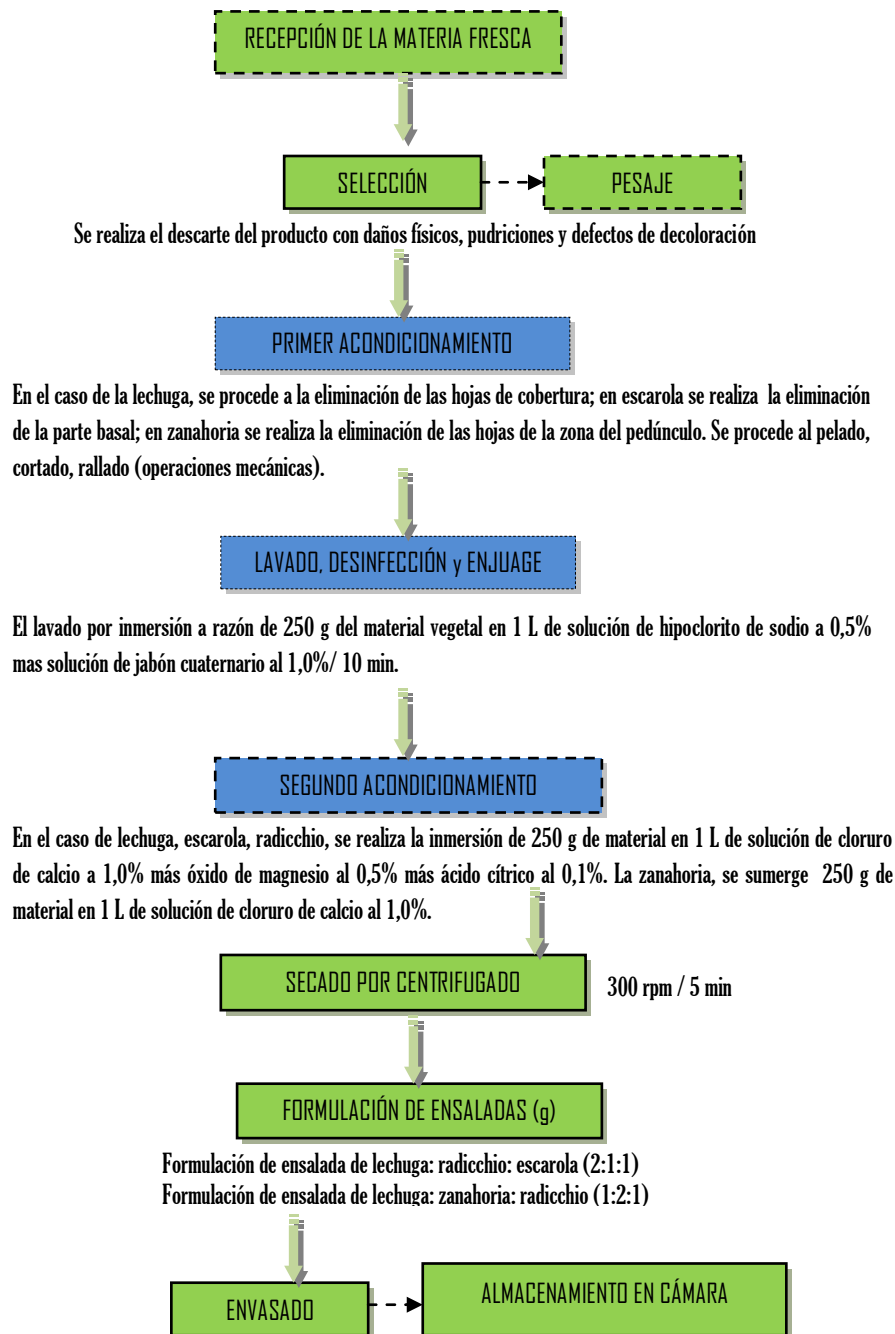 RECEPCIÓN DE LA MATERIA FRESCA
SELECCIÓN
PESAJE
Se realiza el descarte del producto con daños físicos, pudriciones y defectos de decoloración
PRIMER ACONDICIONAMIENTO
En el caso de la lechuga, se procede a la eliminación de las hojas de cobertura; en escarola se realiza la eliminación
de la parte basal; en zanahoria se realiza la eliminación de las hojas de la zona del pedúnculo. Se procede al pelado,
cortado, rallado (operaciones mecánicas).
LAVADO, DESINFECCIÓN y ENJUAGE
El lavado por inmersión a razón de 250 g del material vegetal en 1 L de solución de hipoclorito de sodio a 0,5%
mas solución de jabón cuaternario al 1,0%/ 10 min.
SEGUNDO ACONDICIONAMIENTO
En el caso de lechuga, escarola, radicchio, se realiza la inmersión de 250 g de material en 1 L de solución de cloruro
de calcio a 1,0% más óxido de magnesio al 0,5% más ácido cítrico al 0,1%. La zanahoria, se sumerge 250 g de
material en 1 L de solución de cloruro de calcio al 1,0%.
SECADO POR CENTRIFUGADO
300 rpm / 5 min
FORMULACIÓN DE ENSALADAS (g)
Formulación de ensalada de lechuga: radicchio: escarola (2:1:1)
Formulación de ensalada de lechuga: zanahoria: radicchio (1:2:1)
ENVASADO
ALMACENAMIENTO EN CÁMARA